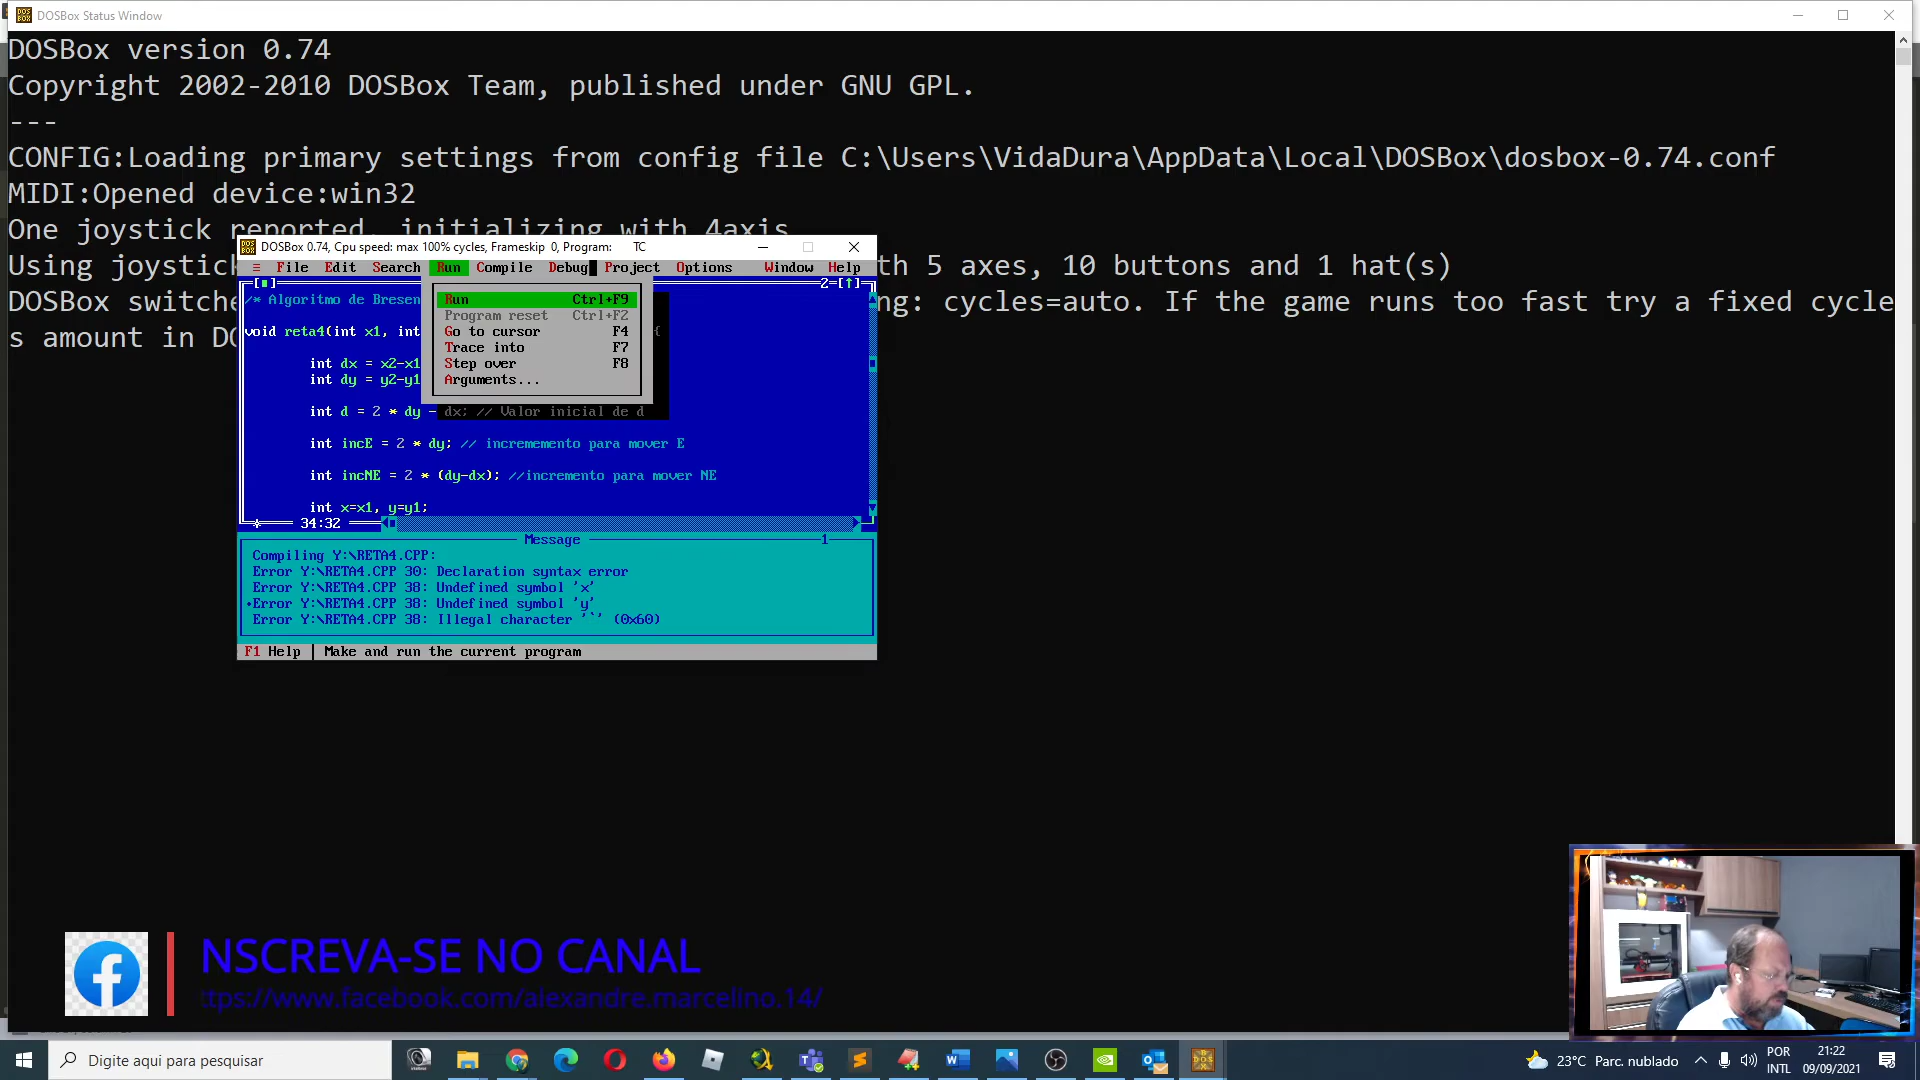 DOSBox Status Window
DOSBox version 0.74
Copyright 2002-2010 DOSBox Team, published under GNU GPL.
---
CONFIG:Loading primary settings from config file C:\Users\VidaDura\AppData\Local\DOSBox\dosbox-0.74.conf
MIDI:Opened device:win32
One joystick reported, initializing with 4axis
Using joystick th 5 axes, 10 buttons and 1 hat(s)
DOSBox switche ng: cycles=auto. If the game runs too fast try a fixed cycle
s amount in DO
DOSBox 0.74, Cpu speed: max 100% cycles, Frameskip 0, Program: TC
≡ File Edit Search Run Compile Debug Project Options Window Help
[■] 2=[↑]
/* Algoritmo de Bresen
void reta4(int x1, int {
int dx = x2-x1
int dy = y2-y1
int d = 2 * dy - dx; // Valor inicial de d
int incE = 2 * dy; // incremento para mover E
int incNE = 2 * (dy-dx); //incremento para mover NE
int x=x1, y=y1;
34:32
Run Ctrl+F9
Program reset Ctrl+F2
Go to cursor F4
Trace into F7
Step over F8
Arguments...
Message 1
Compiling Y:\RETA4.CPP:
Error Y:\RETA4.CPP 30: Declaration syntax error
Error Y:\RETA4.CPP 38: Undefined symbol 'x'
•Error Y:\RETA4.CPP 38: Undefined symbol 'y'
Error Y:\RETA4.CPP 38: Illegal character '`' (0x60)
F1 Help | Make and run the current program
NSCREVA-SE NO CANAL
tps://www.facebook.com/alexandre.marcelino.14/
Digite aqui para pesquisar
23°C Parc. nublado
POR
INTL
21:22
09/09/2021